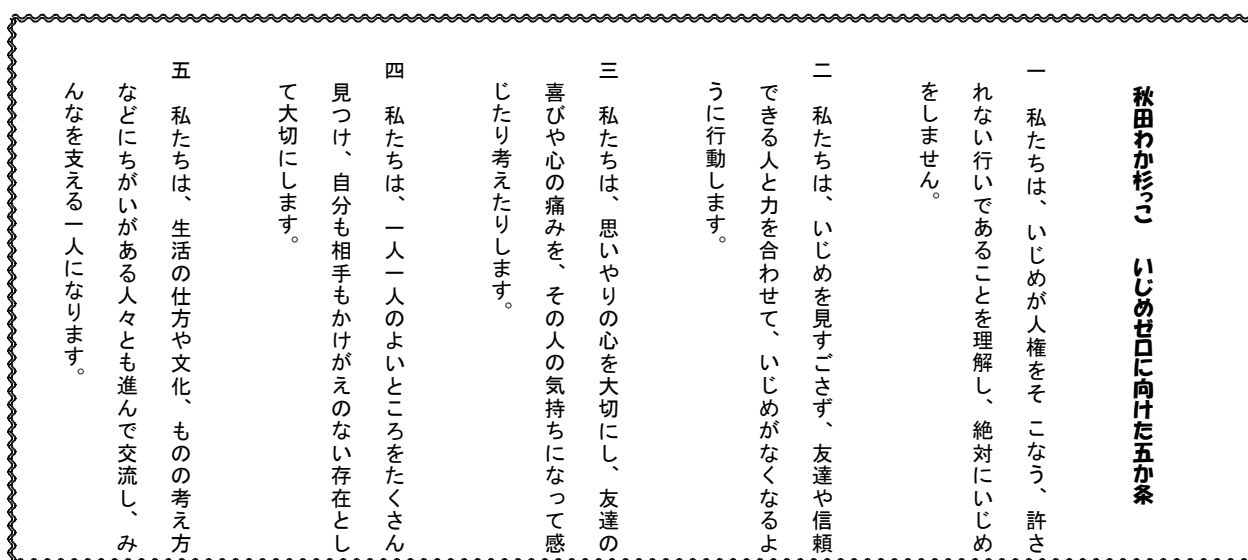 秋田わか杉っこ　いじめゼロに向けた五か条
一　私たちは、いじめが人権をそ こなう、許さ
れない行いであることを理解し、絶対にいじめ
をしません。
二　私たちは、いじめを見すごさず、友達や信頼
できる人と力を合わせて、いじめがなくなるよ
うに行動します。
三　私たちは、思いやりの心を大切にし、友達の
喜びや心の痛みを、その人の気持ちになって感
じたり考えたりします。
四　私たちは、一人一人のよいところをたくさん
見つけ、自分も相手もかけがえのない存在とし
て大切にします。
五　私たちは、生活の仕方や文化、ものの考え方
などにちがいがある人々とも進んで交流し、み
んなを支える一人になります。